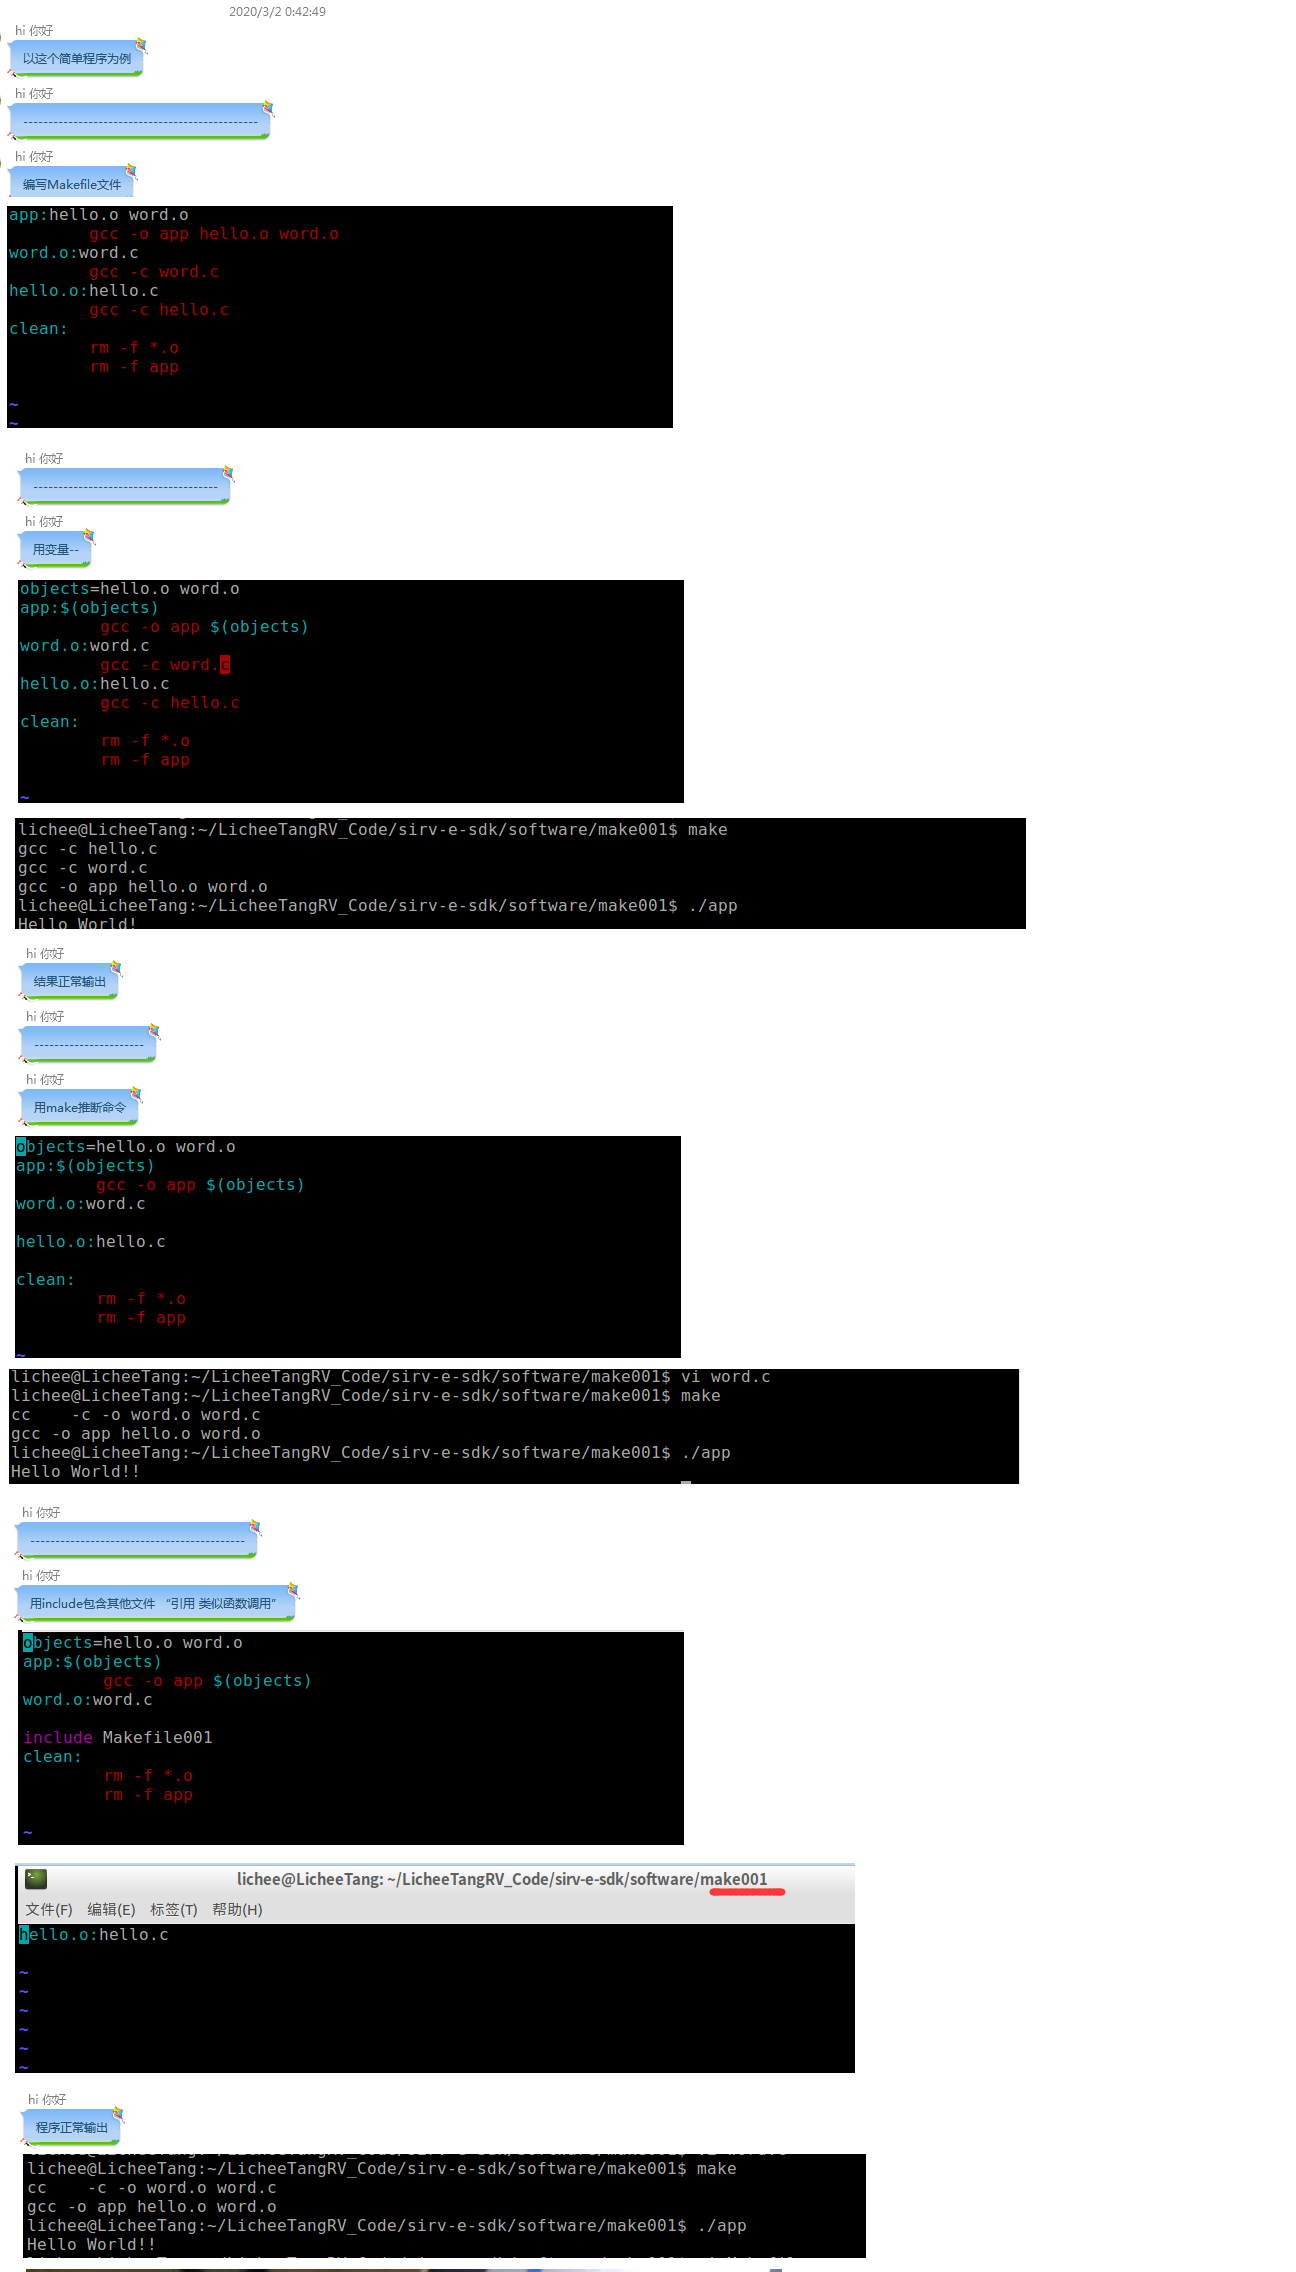 2020/3/2 0:42:49
hi 你好
以这个简单程序为例
hi 你好
-----------------------------------------------
hi 你好
编写Makefile文件
app:hello.o word.o
gcc -o app hello.o word.o
word.o:word.c
gcc -c word.c
hello.o:hello.c
gcc -c hello.c
clean:
rm -f *.o
rm -f app
~
~
hi 你好
-------------------------------------
hi 你好
用变量--
objects=hello.o word.o
app:$(objects)
gcc -o app $(objects)
word.o:word.c
gcc -c word.c
hello.o:hello.c
gcc -c hello.c
clean:
rm -f *.o
rm -f app
~
lichee@LicheeTang:~/LicheeTangRV_Code/sirv-e-sdk/software/make001$ make
gcc -c hello.c
gcc -c word.c
gcc -o app hello.o word.o
lichee@LicheeTang:~/LicheeTangRV_Code/sirv-e-sdk/software/make001$ ./app
Hello World!
hi 你好
结果正常输出
hi 你好
----------------------
hi 你好
用make推断命令
objects=hello.o word.o
app:$(objects)
gcc -o app $(objects)
word.o:word.c
hello.o:hello.c
clean:
rm -f *.o
rm -f app
~
lichee@LicheeTang:~/LicheeTangRV_Code/sirv-e-sdk/software/make001$ vi word.c
lichee@LicheeTang:~/LicheeTangRV_Code/sirv-e-sdk/software/make001$ make
cc    -c -o word.o word.c
gcc -o app hello.o word.o
lichee@LicheeTang:~/LicheeTangRV_Code/sirv-e-sdk/software/make001$ ./app
Hello World!!
hi 你好
-------------------------------------------
hi 你好
用include包含其他文件 “引用 类似函数调用”
objects=hello.o word.o
app:$(objects)
gcc -o app $(objects)
word.o:word.c
include Makefile001
clean:
rm -f *.o
rm -f app
~
lichee@LicheeTang: ~/LicheeTangRV_Code/sirv-e-sdk/software/make001
文件(F) 编辑(E) 标签(T) 帮助(H)
hello.o:hello.c
~
~
~
~
~
~
hi 你好
程序正常输出
lichee@LicheeTang:~/LicheeTangRV_Code/sirv-e-sdk/software/make001$ make
cc    -c -o word.o word.c
gcc -o app hello.o word.o
lichee@LicheeTang:~/LicheeTangRV_Code/sirv-e-sdk/software/make001$ ./app
Hello World!!